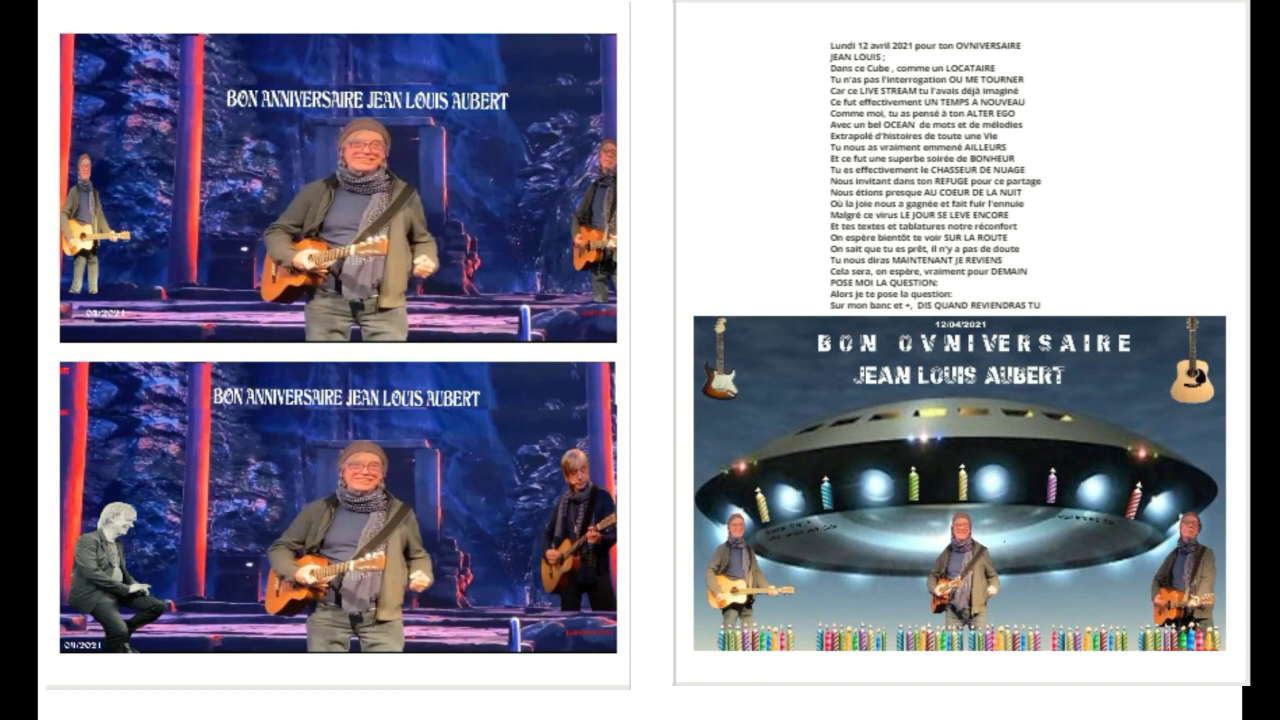 BON ANNIVERSAIRE JEAN LOUIS AUBERT
04/2021
BON ANNIVERSAIRE JEAN LOUIS AUBERT
04/2021
Lundi 12 avril 2021 pour ton OVNIVERSAIRE
JEAN LOUIS ;
Dans ce Cube , comme un LOCATAIRE
Tu n'as pas l'interrogation OU ME TOURNER
Car ce LIVE STREAM tu l'avais déjà imaginé
Ce fut effectivement UN TEMPS A NOUVEAU
Comme moi, tu as pensé à ton ALTER EGO
Avec un bel OCEAN de mots et de mélodies
Extrapolé d'histoires de toute une Vie
Tu nous as vraiment emmené AILLEURS
Et ce fut une superbe soirée de BONHEUR
Tu es effectivement le CHASSEUR DE NUAGE
Nous invitant dans ton REFUGE pour ce partage
Nous étions presque AU COEUR DE LA NUIT
Où la joie nous a gagnée et fait fuir l'ennuie
Malgré ce virus LE JOUR SE LEVE ENCORE
Et tes textes et tablatures notre réconfort
On espère bientôt te voir SUR LA ROUTE
On sait que tu es prêt, il n'y a pas de doute
Tu nous diras MAINTENANT JE REVIENS
Cela sera, on espère, vraiment pour DEMAIN
POSE MOI LA QUESTION:
Alors je te pose la question:
Sur mon banc et +, DIS QUAND REVIENDRAS TU
12/04/2021
BON OVNIVERSAIRE
JEAN LOUIS AUBERT